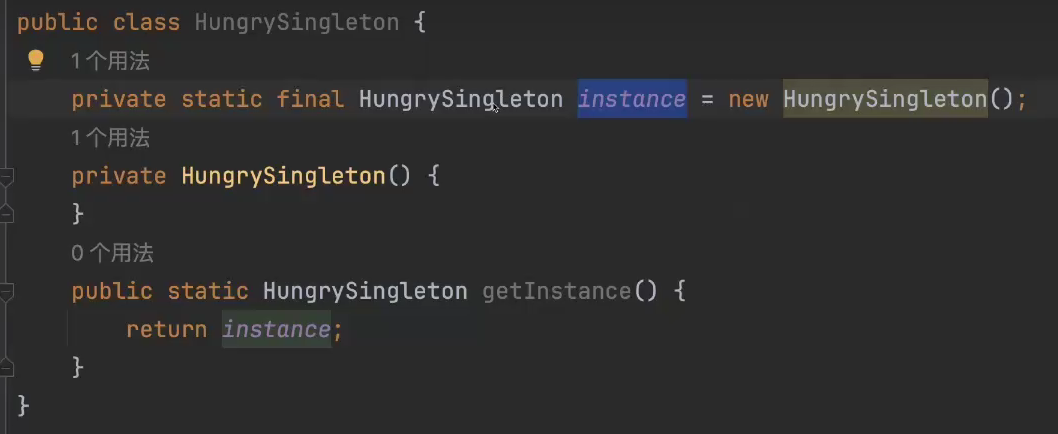 public class HungrySingleton {
1个用法
private static final HungrySingleton instance = new HungrySingleton();
1个用法
private HungrySingleton() {
}
0个用法
public static HungrySingleton getInstance() {
return instance;
}
}